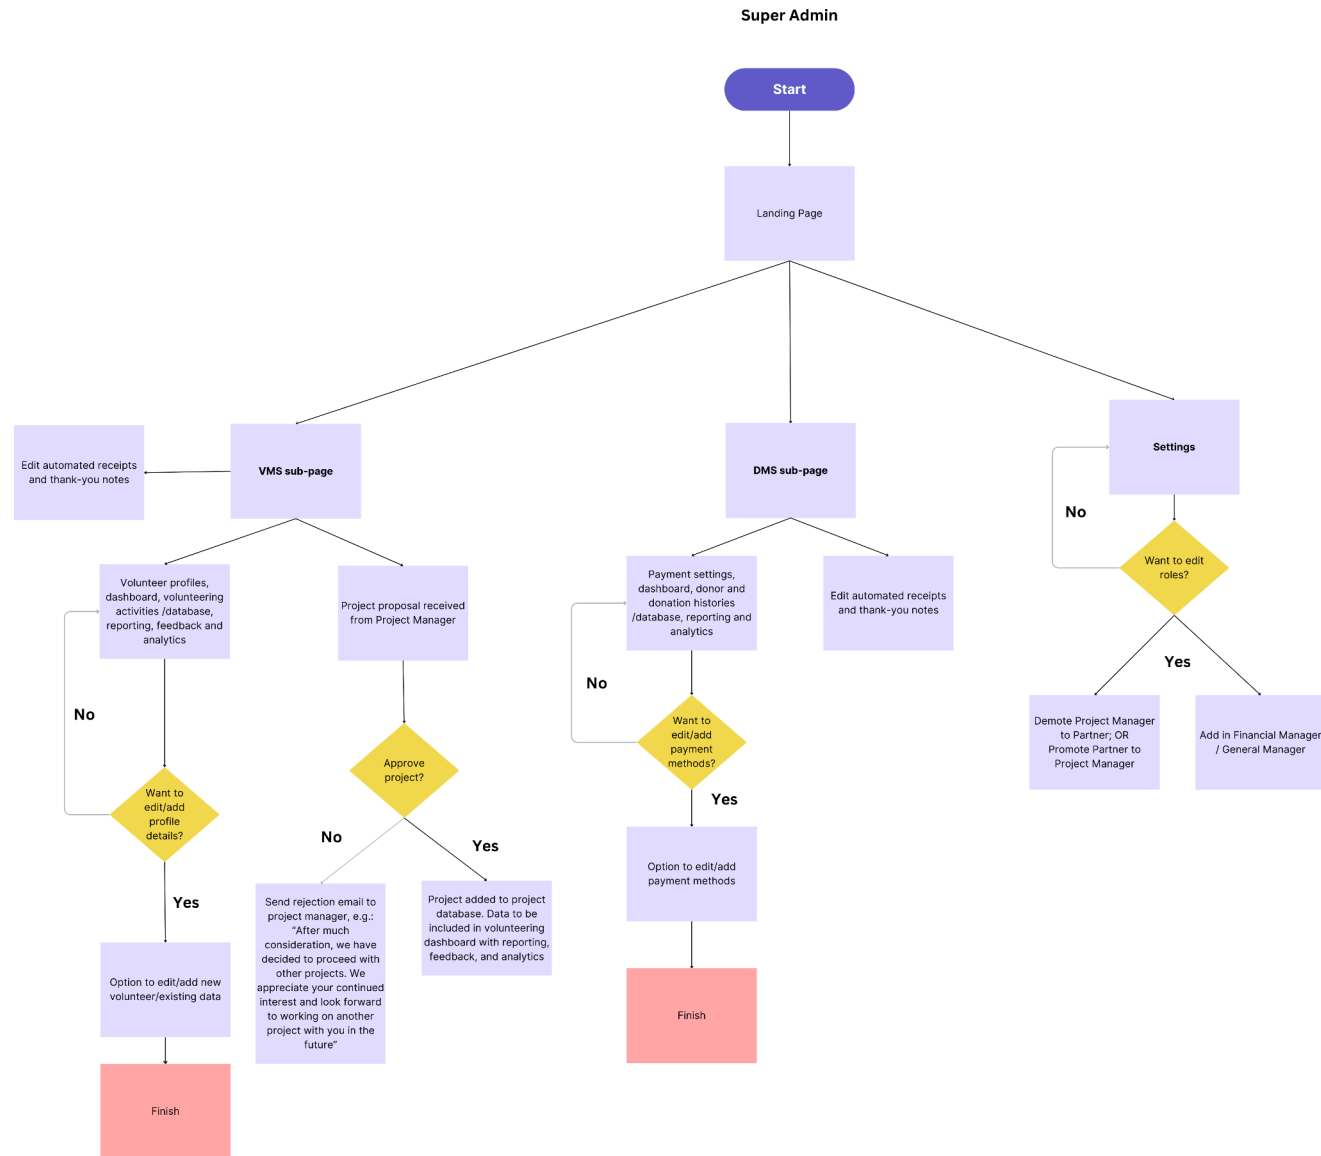 Super Admin
Start
Landing Page
Edit automated receipts
and thank-you notes
VMS sub-page
DMS sub-page
Settings
No
Want to edit
roles?
Yes
Demote Project Manager
to Partner; OR
Promote Partner to
Project Manager
Add in Financial Manager
/ General Manager
Volunteer profiles,
dashboard, volunteering
activities /database,
reporting, feedback and
analytics
Project proposal received
from Project Manager
Payment settings,
dashboard, donor and
donation histories
/database, reporting and
analytics
Edit automated receipts
and thank-you notes
No
Want to
edit/add
profile
details?
Yes
Option to edit/add new
volunteer/existing data
Finish
Approve
project?
No
Yes
Send rejection email to
project manager, e.g.:
“After much
consideration, we have
decided to proceed with
other projects. We
appreciate your continued
interest and look forward
to working on another
project with you in the
future”
Project added to project
database. Data to be
included in volunteering
dashboard with reporting,
feedback, and analytics
No
Want to
edit/add
payment
methods?
Yes
Option to edit/add
payment methods
Finish